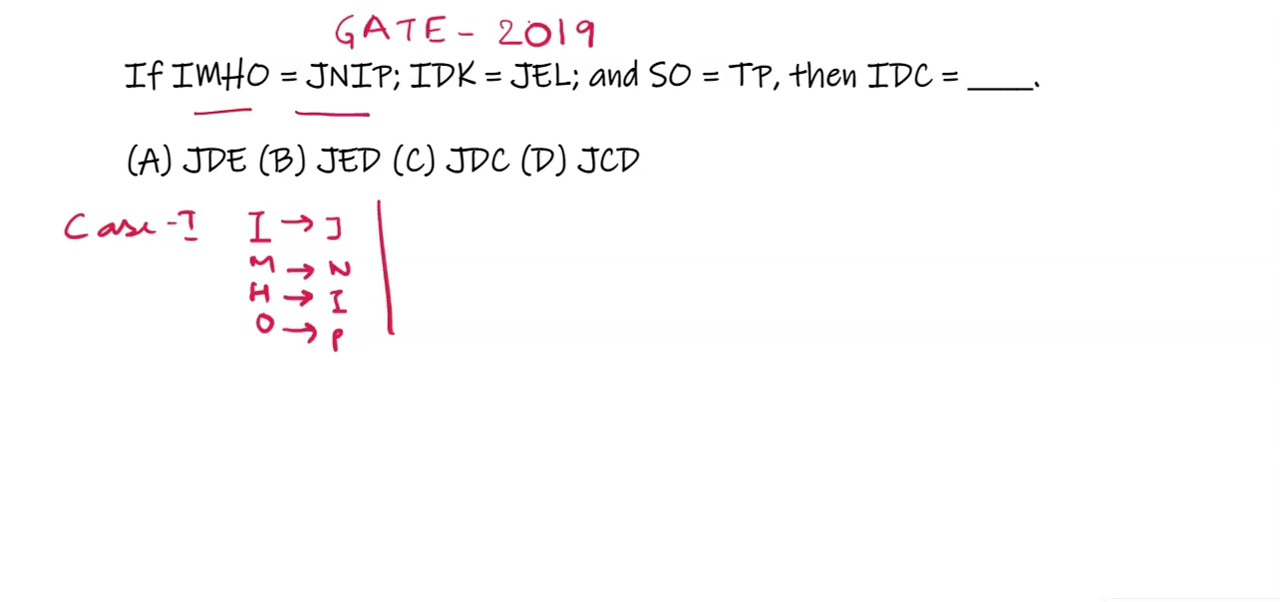 GATE - 2019
If IMHO = JNIP; IDK = JEL; and SO = TP, then IDC = ____.
(A) JDE (B) JED (C) JDC (D) JCD
Case-I I → J
M → N
H → I
O → P